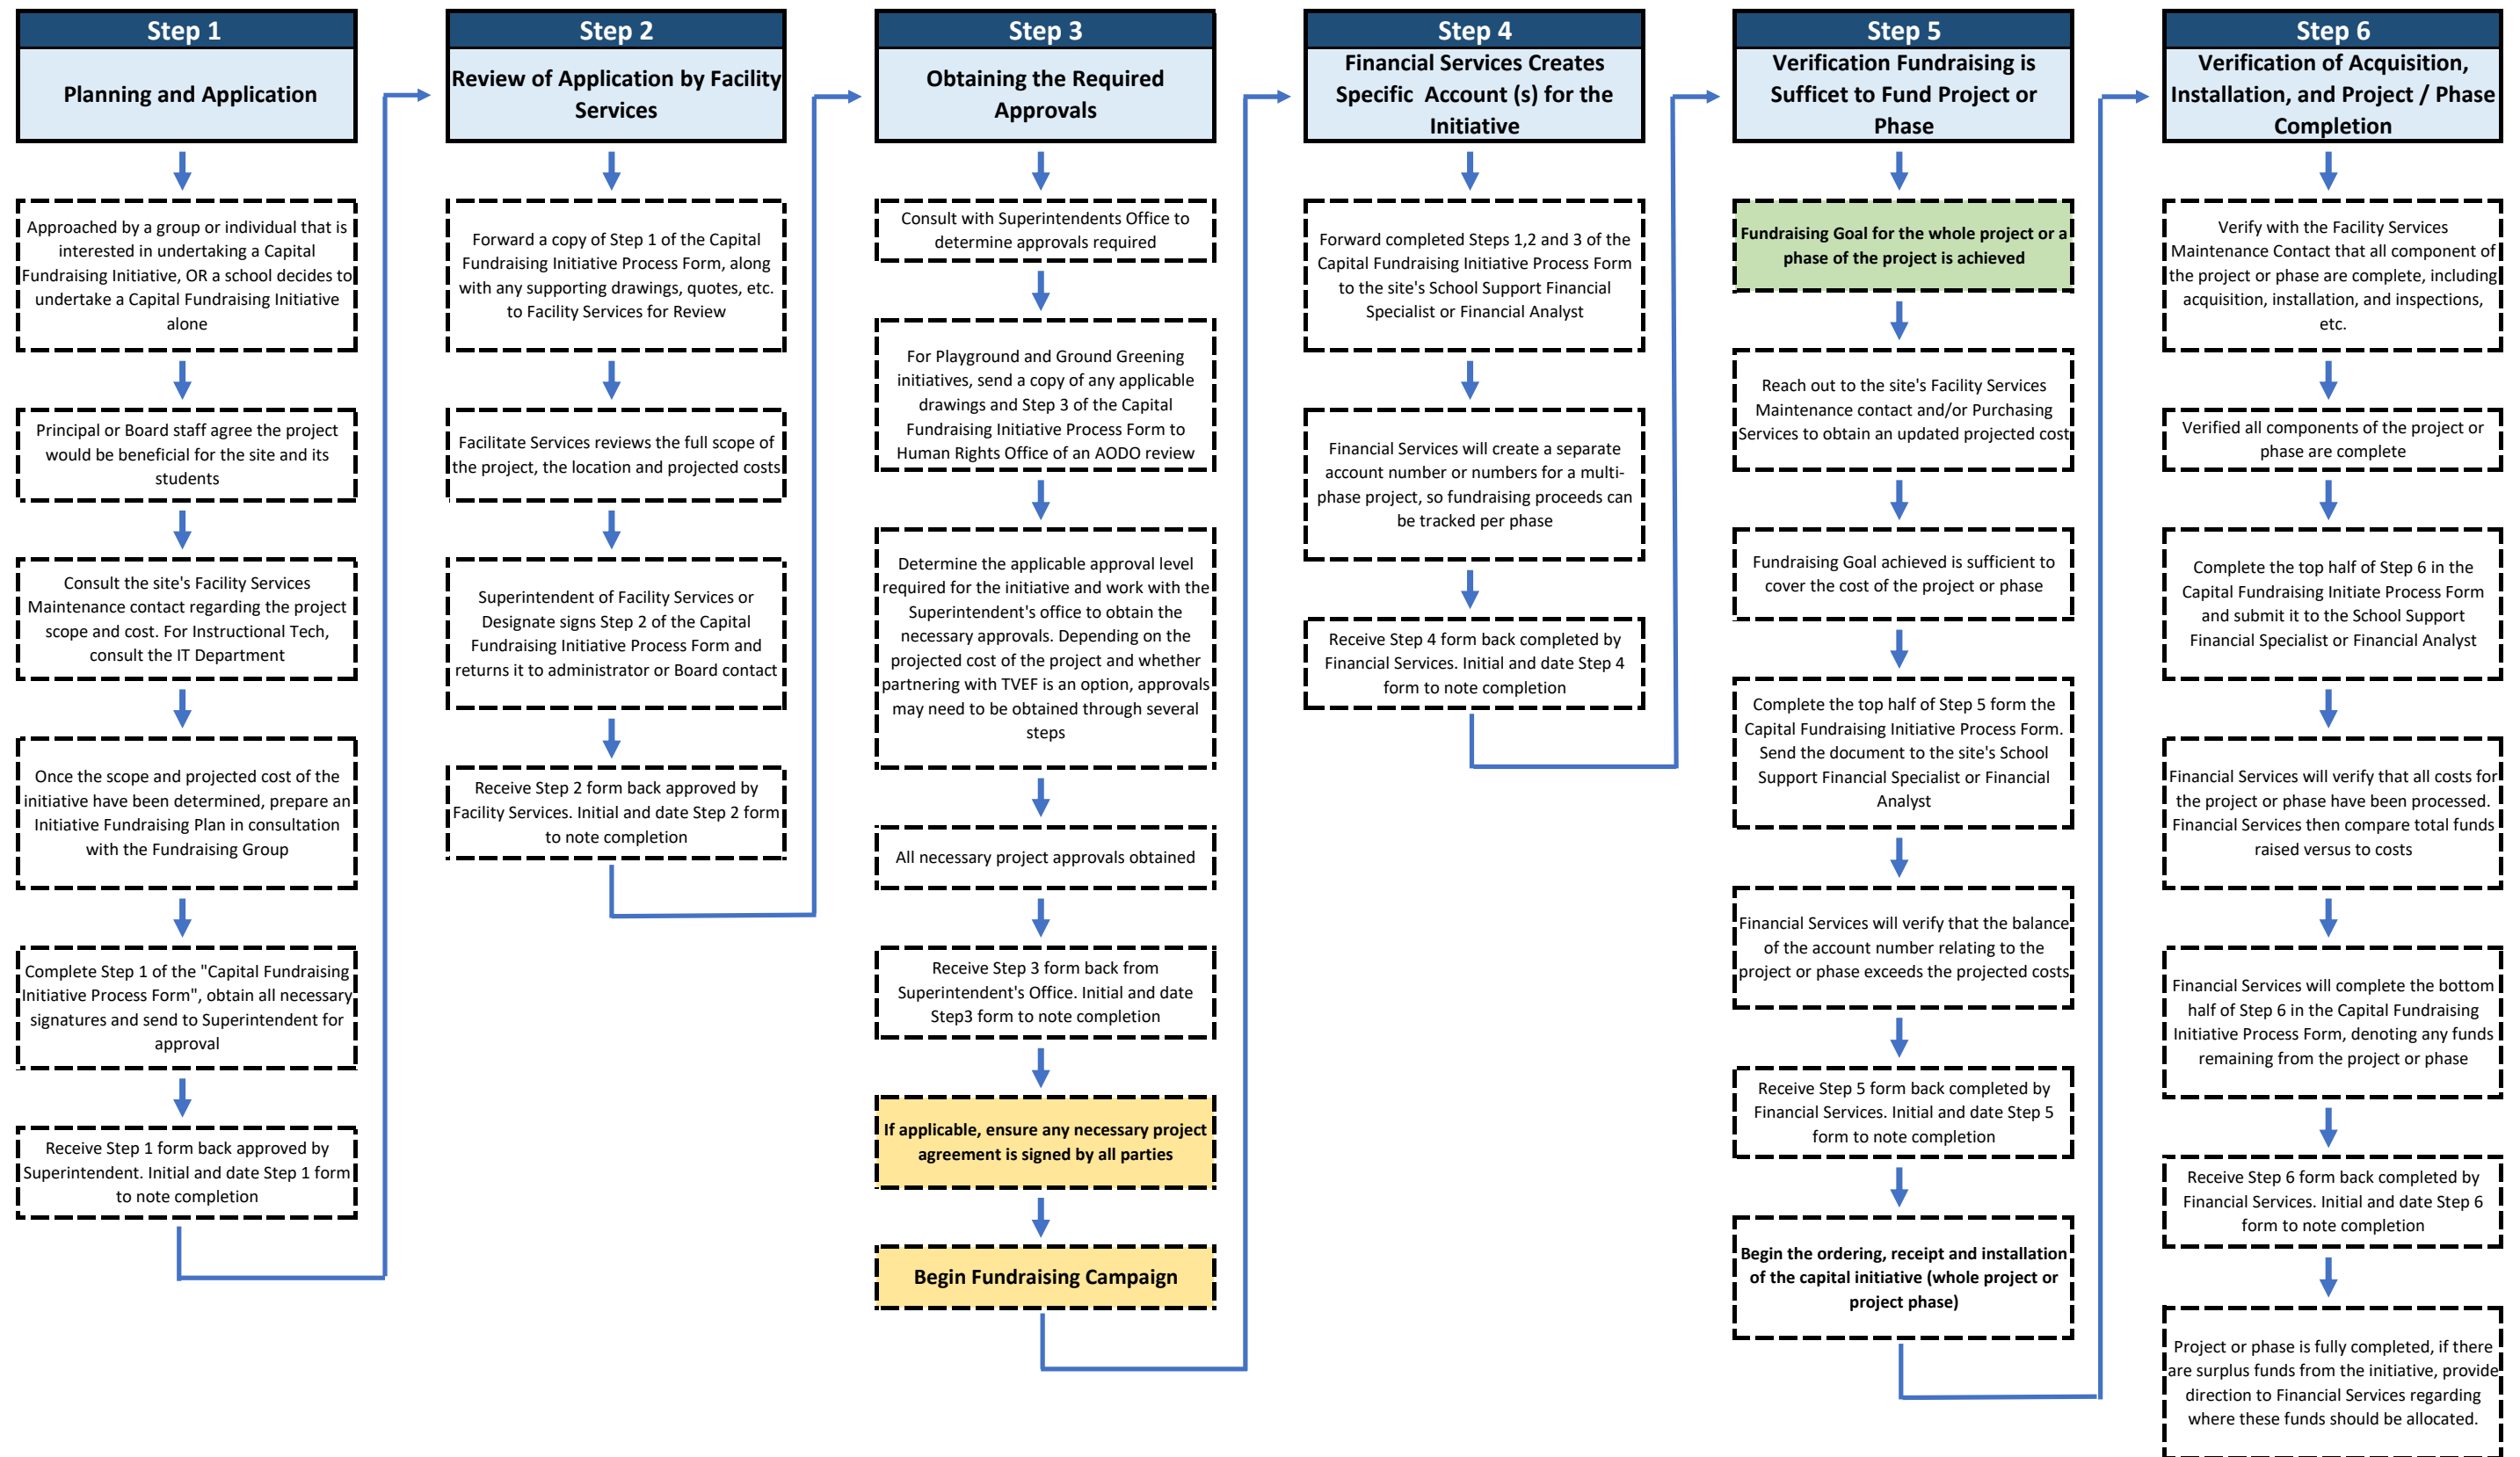 Step 1
Planning and Application
Approached by a group or individual that is
interested in undertaking a Capital
Fundraising Initiative, OR a school decides to
undertake a Capital Fundraising Initiative
alone
Principal or Board staff agree the project
would be beneficial for the site and its
students
Consult the site's Facility Services
Maintenance contact regarding the project
scope and cost. For Instructional Tech,
consult the IT Department
Once the scope and projected cost of the
initiative have been determined, prepare an
Initiative Fundraising Plan in consultation
with the Fundraising Group
Complete Step 1 of the "Capital Fundraising
Initiative Process Form", obtain all necessary
signatures and send to Superintendent for
approval
Receive Step 1 form back approved by
Superintendent. Initial and date Step 1 form
to note completion
Step 2
Review of Application by Facility
Services
Forward a copy of Step 1 of the Capital
Fundraising Initiative Process Form, along
with any supporting drawings, quotes, etc.
to Facility Services for Review
Facilitate Services reviews the full scope of
the project, the location and projected costs
Superintendent of Facility Services or
Designate signs Step 2 of the Capital
Fundraising Initiative Process Form and
returns it to administrator or Board contact
Receive Step 2 form back approved by
Facility Services. Initial and date Step 2 form
to note completion
Step 3
Obtaining the Required
Approvals
Consult with Superintendents Office to
determine approvals required
For Playground and Ground Greening
initiatives, send a copy of any applicable
drawings and Step 3 of the Capital
Fundraising Initiative Process Form to
Human Rights Office of an AODO review
Determine the applicable approval level
required for the initiative and work with the
Superintendent's office to obtain the
necessary approvals. Depending on the
projected cost of the project and whether
partnering with TVEF is an option, approvals
may need to be obtained through several
steps
All necessary project approvals obtained
Receive Step 3 form back from
Superintendent's Office. Initial and date
Step3 form to note completion
If applicable, ensure any necessary project
agreement is signed by all parties
Begin Fundraising Campaign
Step 4
Financial Services Creates
Specific Account (s) for the
Initiative
Forward completed Steps 1,2 and 3 of the
Capital Fundraising Initiative Process Form
to the site's School Support Financial
Specialist or Financial Analyst
Financial Services will create a separate
account number or numbers for a multi-
phase project, so fundraising proceeds can
be tracked per phase
Receive Step 4 form back completed by
Financial Services. Initial and date Step 4
form to note completion
Step 5
Verification Fundraising is
Sufficet to Fund Project or
Phase
Fundraising Goal for the whole project or a
phase of the project is achieved
Reach out to the site's Facility Services
Maintenance contact and/or Purchasing
Services to obtain an updated projected cost
Fundraising Goal achieved is sufficient to
cover the cost of the project or phase
Complete the top half of Step 5 form the
Capital Fundraising Initiative Process Form.
Send the document to the site's School
Support Financial Specialist or Financial
Analyst
Financial Services will verify that the balance
of the account number relating to the
project or phase exceeds the projected costs
Receive Step 5 form back completed by
Financial Services. Initial and date Step 5
form to note completion
Begin the ordering, receipt and installation
of the capital initiative (whole project or
project phase)
Step 6
Verification of Acquisition,
Installation, and Project / Phase
Completion
Verify with the Facility Services
Maintenance Contact that all component of
the project or phase are complete, including
acquisition, installation, and inspections,
etc.
Verified all components of the project or
phase are complete
Complete the top half of Step 6 in the
Capital Fundraising Initiate Process Form
and submit it to the School Support
Financial Specialist or Financial Analyst
Financial Services will verify that all costs for
the project or phase have been processed.
Financial Services then compare total funds
raised versus to costs
Financial Services will complete the bottom
half of Step 6 in the Capital Fundraising
Initiative Process Form, denoting any funds
remaining from the project or phase
Receive Step 6 form back completed by
Financial Services. Initial and date Step 6
form to note completion
Project or phase is fully completed, if there
are surplus funds from the initiative, provide
direction to Financial Services regarding
where these funds should be allocated.